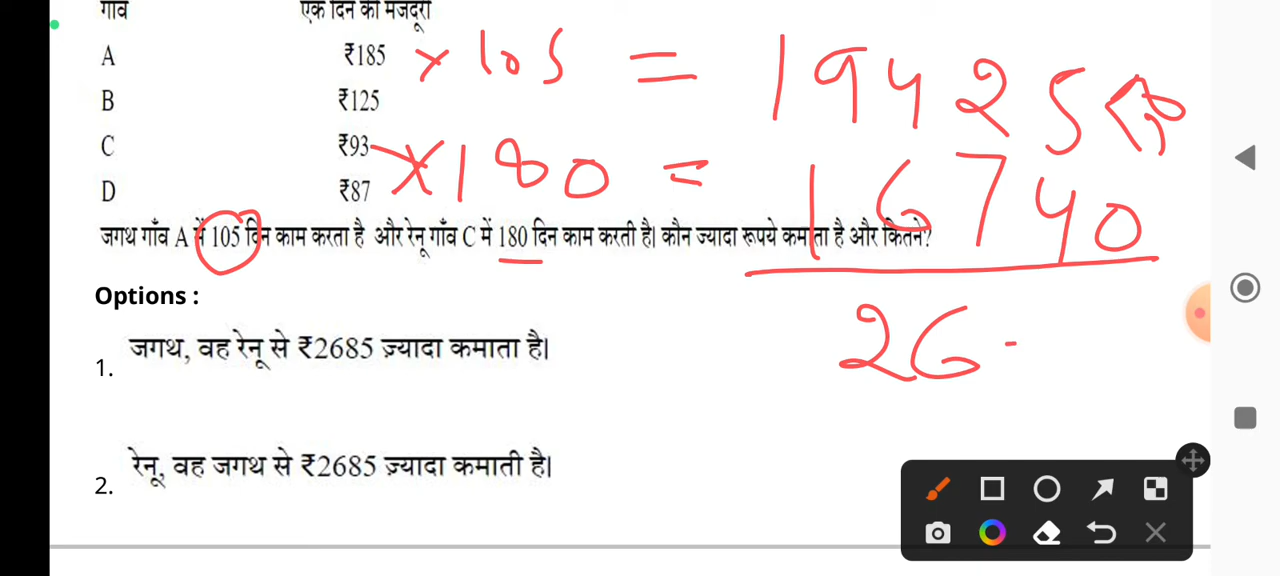 गाँव एक दिन की मजदूरी
A ₹185 × 105 = 19425
B ₹125
C ₹93 × 180 = 16740
D ₹87
जगथ गाँव A में 105 दिन काम करता है और रेनू गाँव C में 180 दिन काम करती है। कौन ज्यादा रूपये कमाता है और कितने?
Options :
26
1. जगथ, वह रेनू से ₹2685 ज़्यादा कमाता है।
2. रेनू, वह जगथ से ₹2685 ज़्यादा कमाती है।